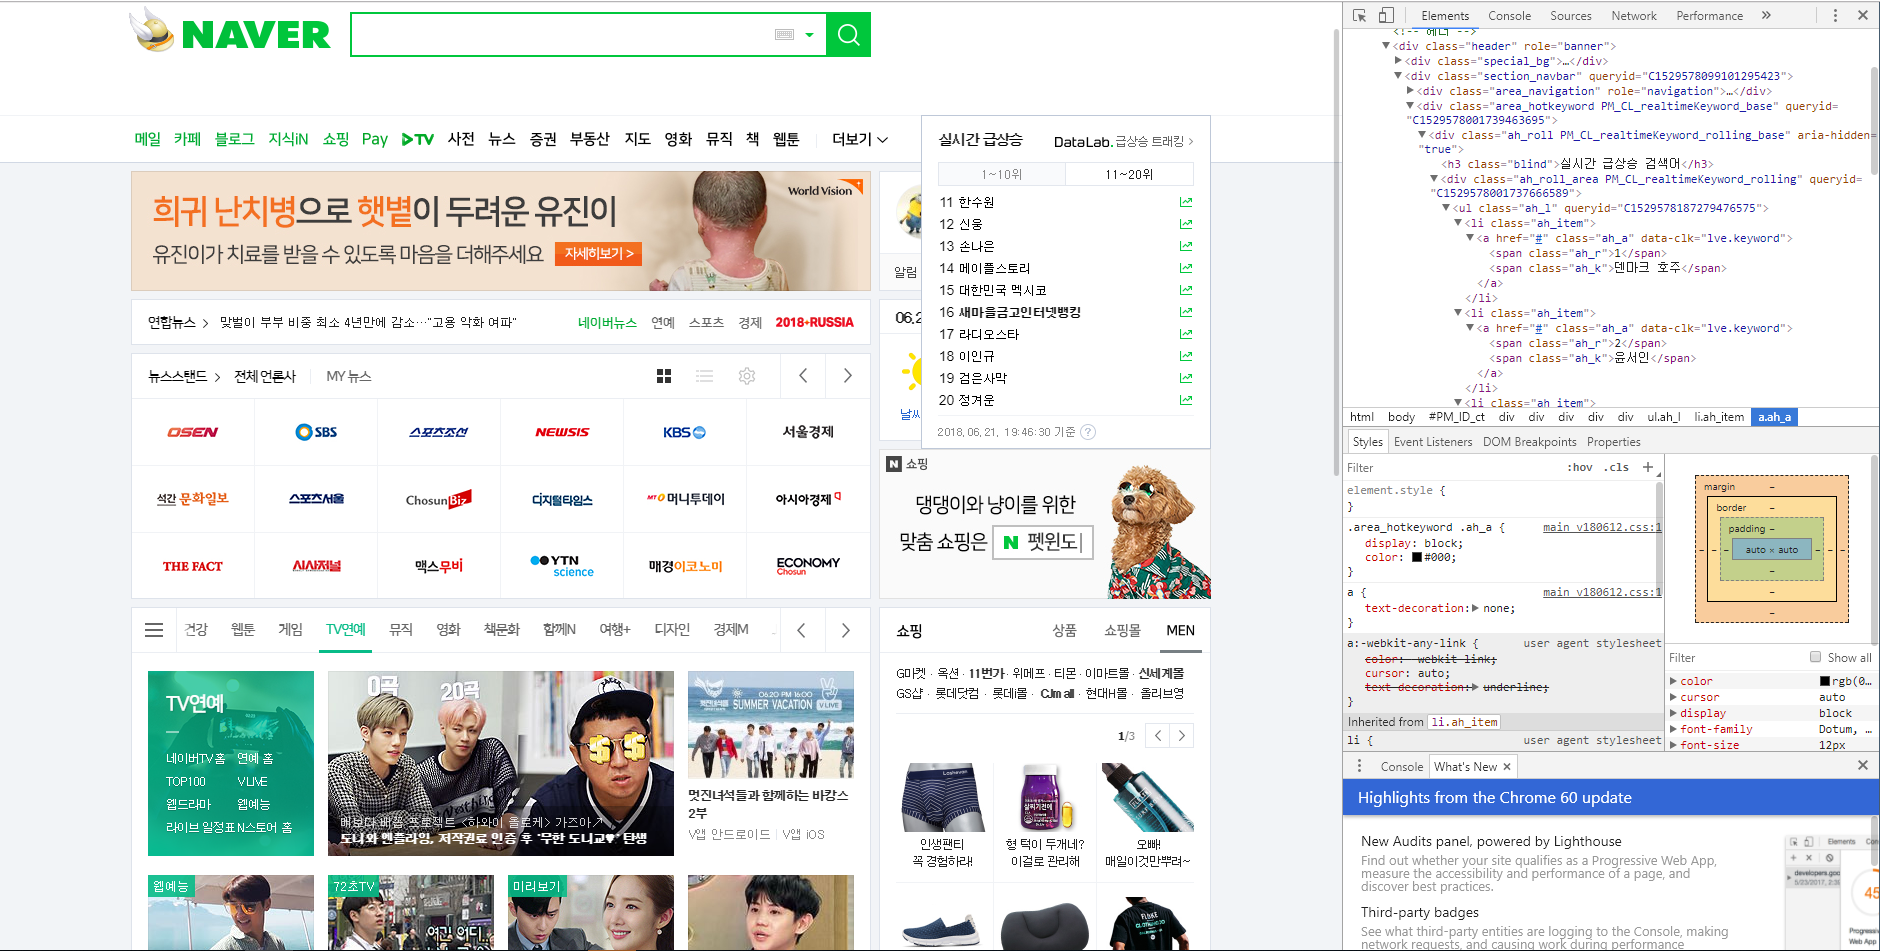 NAVER
메일 카페 블로그 지식iN 쇼핑 Pay TV 사전 뉴스 증권 부동산 지도 영화 뮤직 책 웹툰 더보기
실시간 급상승 DataLab. 급상승 트래킹
1~10위 11~20위
11 한수원
12 신웅
13 손나은
14 메이플스토리
15 대한민국 멕시코
16 새마을금고인터넷뱅킹
17 라디오스타
18 이인규
19 검은사막
20 정겨운
2018.06.21. 19:46:30 기준 ?
World Vision
희귀 난치병으로 햇볕이 두려운 유진이
유진이가 치료를 받을 수 있도록 마음을 더해주세요 자세히보기 >
알림
연합뉴스 > 맞벌이 부부 비중 최소 4년만에 감소…"고용 악화 여파" 네이버뉴스 연예 스포츠 경제 2018•RUSSIA
06.2
날씨
뉴스스탠드 > 전체 언론사 MY 뉴스
OSEN SBS 스포츠조선 NEWSIS KBS 서울경제
석간 문화일보 스포츠서울 ChosunBiz 디지털타임스 MT 머니투데이 아시아경제
THE FACT 시사저널 맥스무비 YTN science 매경이코노미 ECONOMY Chosun
N 쇼핑
댕댕이와 냥이를 위한
맞춤 쇼핑은 N 펫윈도
건강 웹툰 게임 TV연예 뮤직 영화 책문화 함께N 여행+ 디자인 경제M
TV연예
네이버TV홈 연예 홈
TOP100 VLIVE
웹드라마 웹예능
라이브 일정표 N스토어 홈
0곡 20곡
도니와 엔플라잉, 저작권료 인증 후 '무한 도니교♥' 탄생
06.20 PM 16:00
SUMMER VACATION
V LIVE
멋진녀석들과 함께하는 바캉스
2부
V앱 안드로이드 | V앱 iOS
웹예능
72초TV
미리보기
쇼핑 상품 쇼핑몰 MEN
G마켓 · 옥션 · 11번가 · 위메프 · 티몬 · 이마트몰 · 신세계몰
GS샵 · 롯데닷컴 · 롯데몰 · CJmall · 현대H몰 · 올리브영
1/3
인생팬티
꼭 경험하라!
형 턱이 두개네?
이걸로 관리해
오빠!
매일이것만뿌려~
Elements Console Sources Network Performance »
<!-- 헤더 -->
<div class="header" role="banner">
<div class="special_bg">…</div>
<div class="section_navbar" queryid="C1529578099101295423">
<div class="area_navigation" role="navigation">…</div>
<div class="area_hotkeyword PM_CL_realtimeKeyword_base" queryid=
"C1529578001739463695">
<div class="ah_roll PM_CL_realtimeKeyword_rolling_base" aria-hidden=
"true">
<h3 class="blind">실시간 급상승 검색어</h3>
<div class="ah_roll_area PM_CL_realtimeKeyword_rolling" queryid=
"C1529578001737666589">
<ul class="ah_l" queryid="C1529578187279476575">
<li class="ah_item">
<a href="#" class="ah_a" data-clk="lve.keyword">
<span class="ah_r">1</span>
<span class="ah_k">덴마크 호주</span>
</a>
</li>
<li class="ah_item">
<a href="#" class="ah_a" data-clk="lve.keyword">
<span class="ah_r">2</span>
<span class="ah_k">윤서인</span>
</a>
</li>
<li class="ah_item">
html body #PM_ID_ct div div div div div ul.ah_l li.ah_item a.ah_a
Styles Event Listeners DOM Breakpoints Properties
Filter :hov .cls +
element.style {
}
.area_hotkeyword .ah_a { main_v180612.css:1
display: block;
color: #000;
}
a { main_v180612.css:1
text-decoration: none;
}
a:-webkit-any-link { user agent stylesheet
color: -webkit-link;
cursor: auto;
text-decoration: underline;
}
Inherited from li.ah_item
li { user agent stylesheet
margin –
border –
padding –
auto × auto
Filter Show all
color rgb(0…
cursor auto
display block
font-family Dotum, …
font-size 12px
Console What's New ×
Highlights from the Chrome 60 update
New Audits panel, powered by Lighthouse
Find out whether your site qualifies as a Progressive Web App,
measure the accessibility and performance of a page, and
discover best practices.
Third-party badges
See what third-party entities are logging to the Console, making
network requests, and causing work during performance